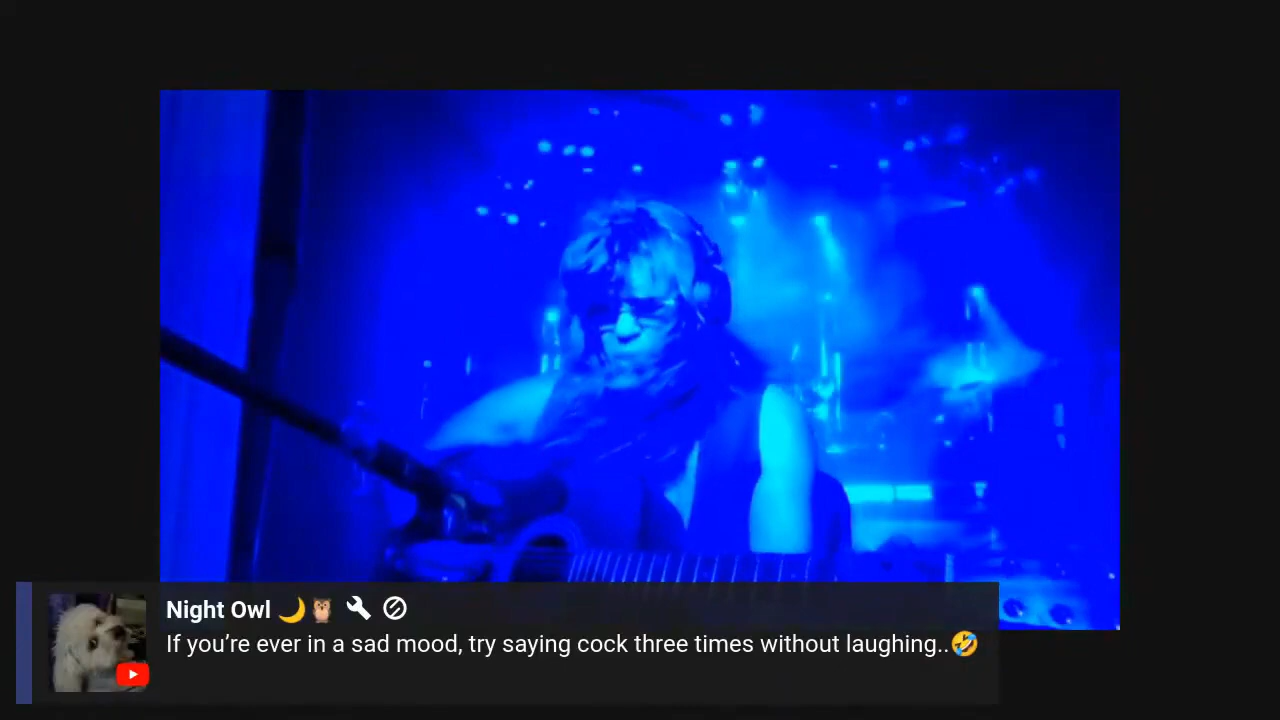 Night Owl 🌙🦉
If you’re ever in a sad mood, try saying cock three times without laughing..🤣